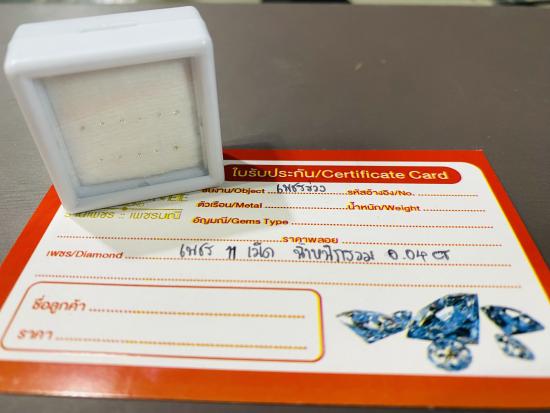 ใบรับประกัน/Certificate Card
ชิ้นงาน/Object เพชรร่วง รหัสอ้างอิง/No.
ตัวเรือน/Metal น้ำหนัก/Weight
อัญมณี/Gems Type
ราคาพลอย
เพชร/Diamond เพชร 11 เม็ด น้ำหนักรวม 0.04 ct
ชื่อลูกค้า
ราคา